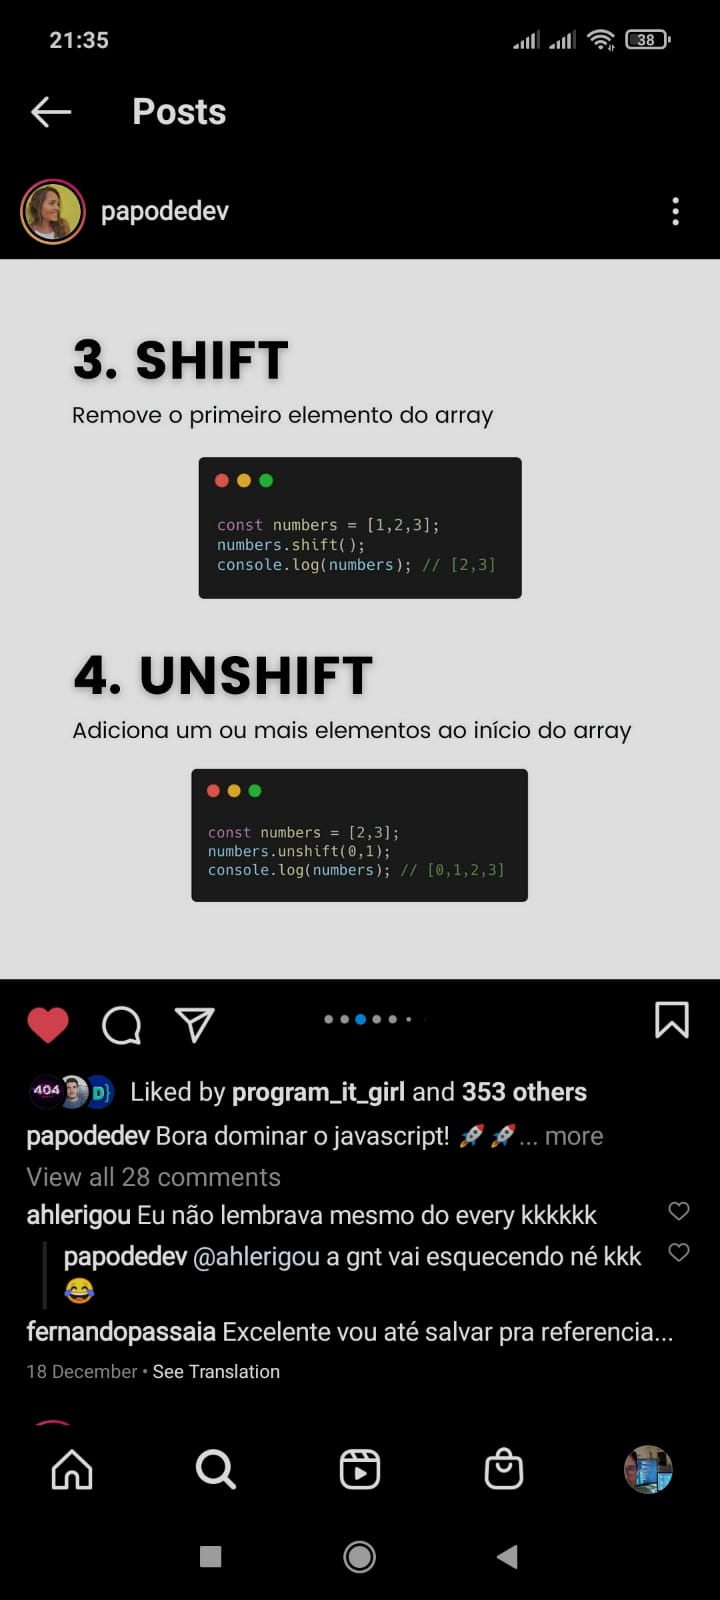 21:35
38
Posts
papodedev
3. SHIFT
Remove o primeiro elemento do array
const numbers = [1,2,3];
numbers.shift();
console.log(numbers); // [2,3]
4. UNSHIFT
Adiciona um ou mais elementos ao início do array
const numbers = [2,3];
numbers.unshift(0,1);
console.log(numbers); // [0,1,2,3]
404 D}
Liked by program_it_girl and 353 others
papodedev Bora dominar o javascript! 🚀 🚀... more
View all 28 comments
ahlerigou Eu não lembrava mesmo do every kkkkkk
papodedev @ahlerigou a gnt vai esquecendo né kkk
😂
fernandopassaia Excelente vou até salvar pra referencia...
18 December • See Translation